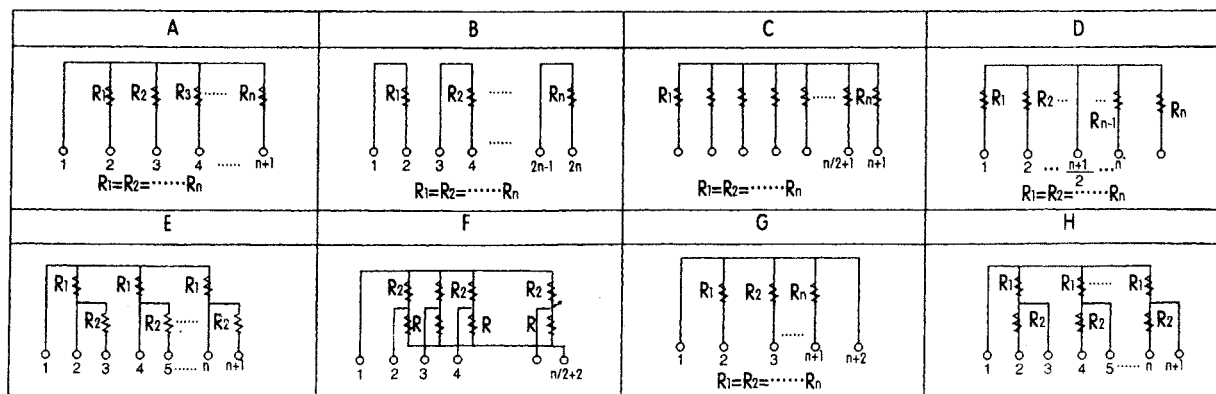 A B C D
R1 R2 R3 ...... Rn
1 2 3 4 ...... n+1
R1=R2=······Rn
R1 R2 ...... Rn
1 2 3 4 ...... 2n-1 2n
R1=R2=······Rn
R1 ...... Rn
n/2+1 n+1
R1=R2=······Rn
R1 R2 ... ... Rn-1 Rn
1 2 ... n+1/2 ... n
R1=R2=······Rn
E F G H
R1 R1 R1
R2 R2 ...... R2
1 2 3 4 5 ...... n n+1
R2 R2 R2
R R R
1 2 3 4 n/2+2
R1 R2 Rn
......
1 2 3 n+1 n+2
R1=R2=······Rn
R1 R1 ...... R1
R2 R2 R2
1 2 3 4 5 ...... n n+1